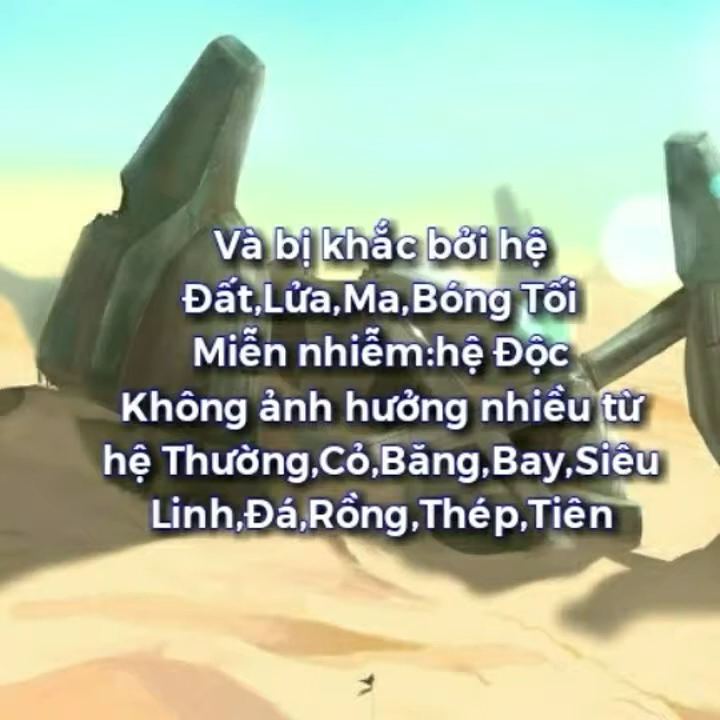 Và bị khắc bởi hệ
Đất,Lửa,Ma,Bóng Tối
Miễn nhiễm:hệ Độc
Không ảnh hưởng nhiều từ
hệ Thường,Cỏ,Băng,Bay,Siêu
Linh,Đá,Rồng,Thép,Tiên